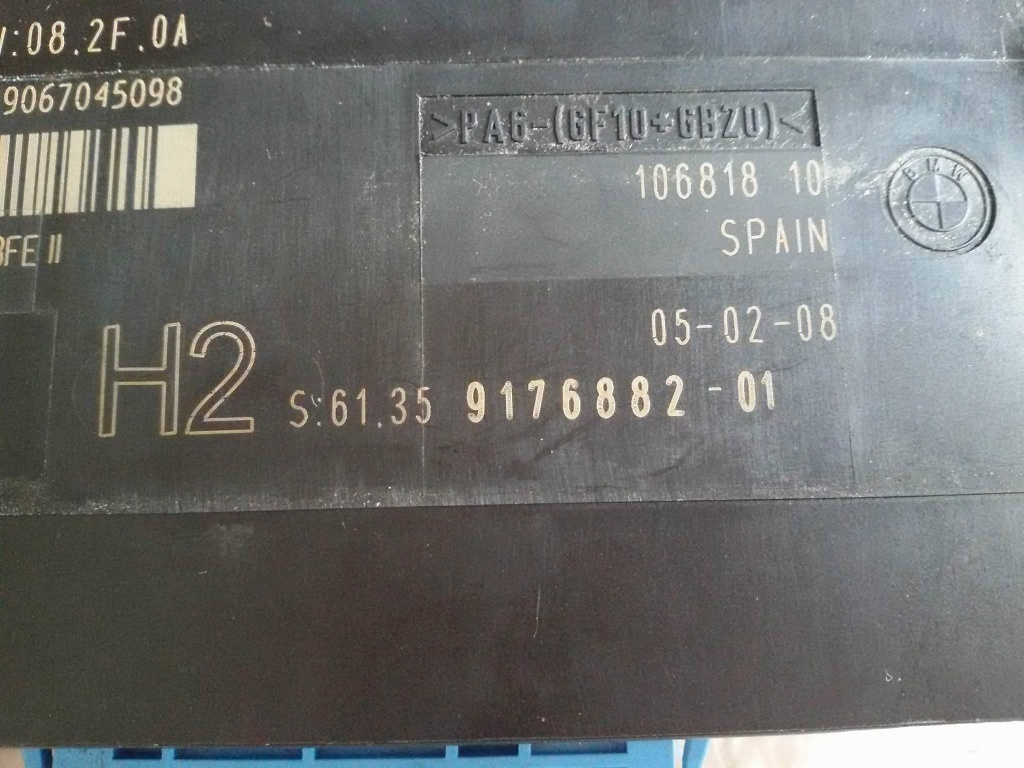 V:08.2F.0A
9067045098
>PA6-(GF10+GB20)<
106818 10
BMW
SPAIN
BFE II
05-02-08
H2
S:61.35 9176882-01